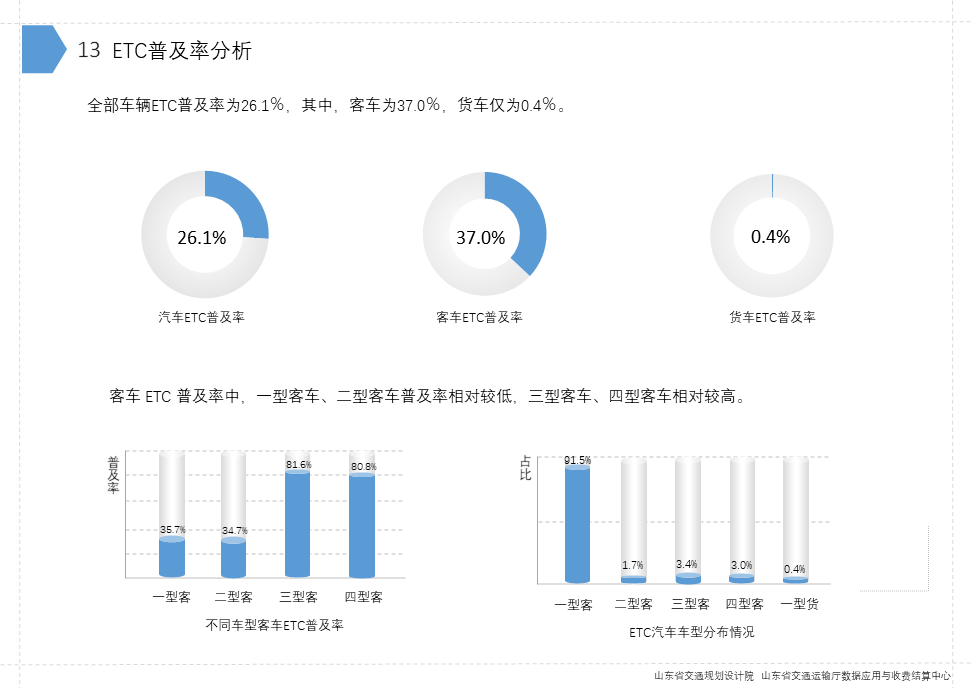 13 ETC普及率分析
全部车辆ETC普及率为26.1%，其中，客车为37.0%，货车仅为0.4%。
26.1%
37.0%
0.4%
汽车ETC普及率
客车ETC普及率
货车ETC普及率
客车 ETC 普及率中，一型客车、二型客车普及率相对较低，三型客车、四型客车相对较高。
普及率
35.7%
34.7%
81.6%
80.8%
一型客
二型客
三型客
四型客
不同车型客车ETC普及率
占比
91.5%
1.7%
3.4%
3.0%
0.4%
一型客
二型客
三型客
四型客
一型货
ETC汽车车型分布情况
山东省交通规划设计院 山东省交通运输厅数据应用与收费结算中心